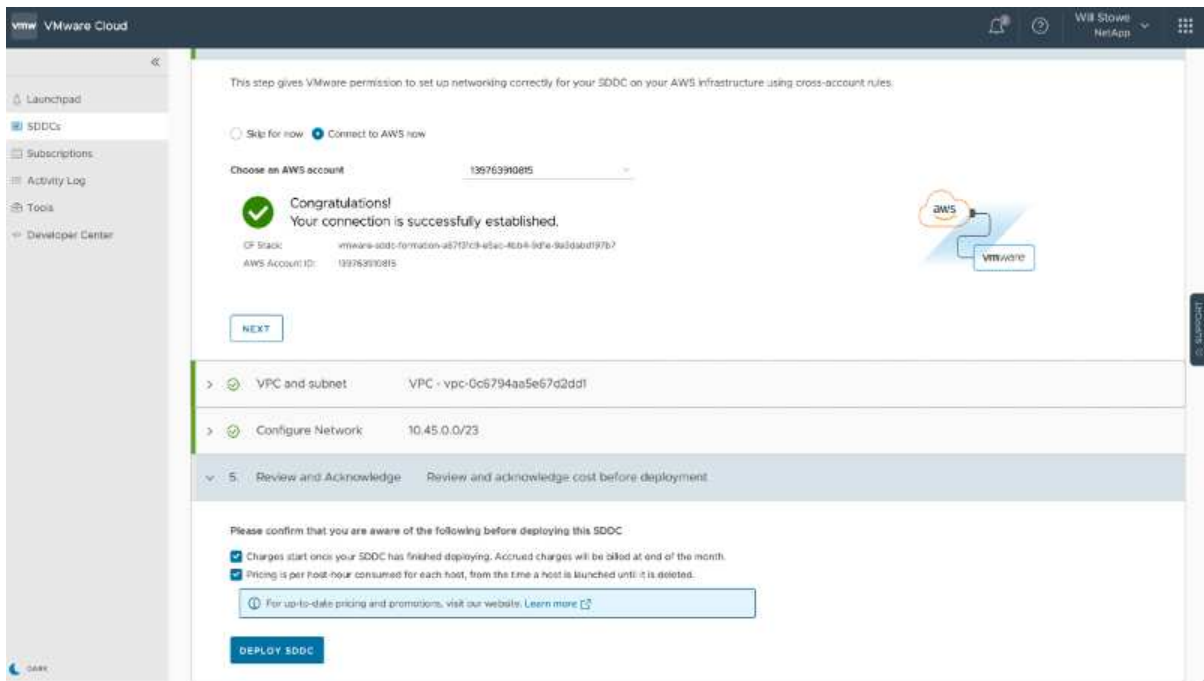 vmw VMware Cloud
Will Stowe
NetApp
Launchpad
SDDCs
Subscriptions
Activity Log
Tools
Developer Center
This step gives VMware permission to set up networking correctly for your SDDC on your AWS infrastructure using cross-account rules.
Skip for now Connect to AWS now
Choose an AWS account 139763910815
Congratulations!
Your connection is successfully established.
CF Stack:
AWS Account ID: 139763910815
aws
vmware
NEXT
SUPPORT
VPC and subnet VPC - vpc-0c6794aa5e67d2dd1
Configure Network 10.45.0.0/23
5. Review and Acknowledge Review and acknowledge cost before deployment
Please confirm that you are aware of the following before deploying this SDDC
Charges start once your SDDC has finished deploying. Accrued charges will be billed at end of the month.
Pricing is per host-hour consumed for each host, from the time a host is launched until it is deleted.
For up-to-date pricing and promotions, visit our website. Learn more
DEPLOY SDDC
DARK